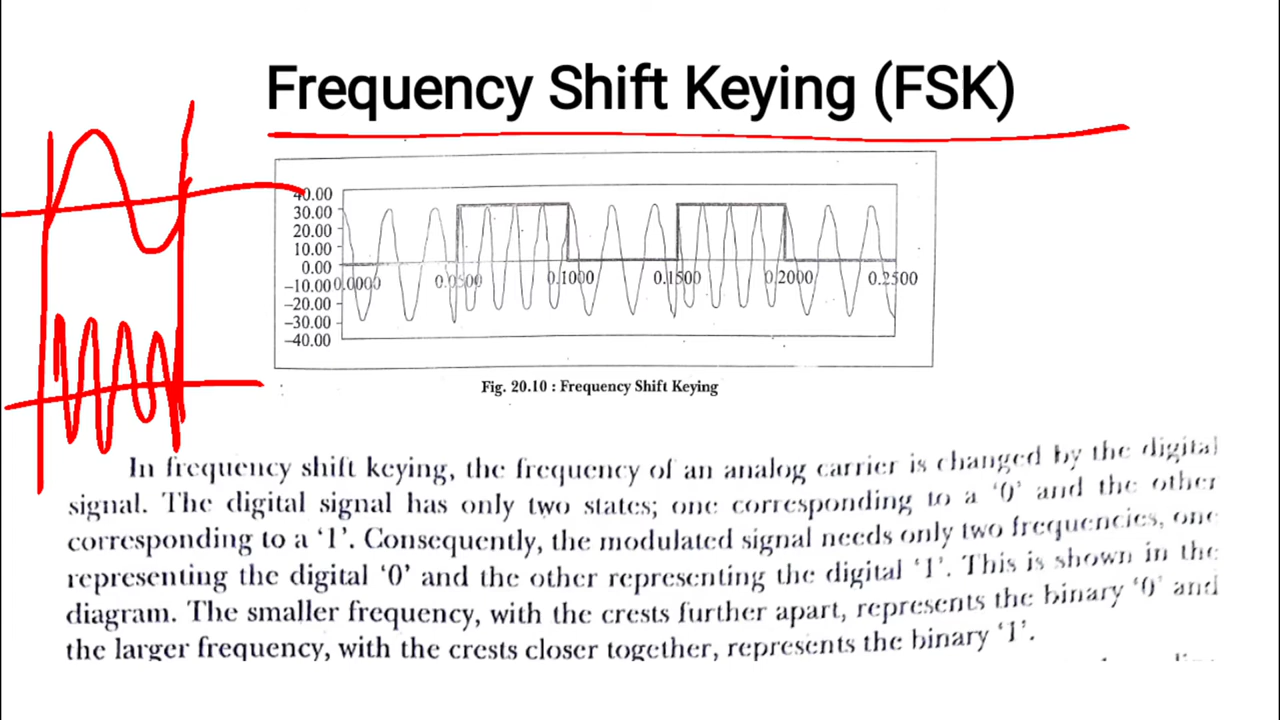 Frequency Shift Keying (FSK)
40.00
30.00
20.00
10.00
0.00
−10.00
−20.00
−30.00
−40.00
0.0000 0.0500 0.1000 0.1500 0.2000 0.2500
Fig. 20.10 : Frequency Shift Keying
In frequency shift keying, the frequency of an analog carrier is changed by the digital
signal. The digital signal has only two states; one corresponding to a ‘0’ and the other
corresponding to a ‘1’. Consequently, the modulated signal needs only two frequencies, one
representing the digital ‘0’ and the other representing the digital ‘1’. This is shown in the
diagram. The smaller frequency, with the crests further apart, represents the binary ‘0’ and
the larger frequency, with the crests closer together, represents the binary ‘1’.